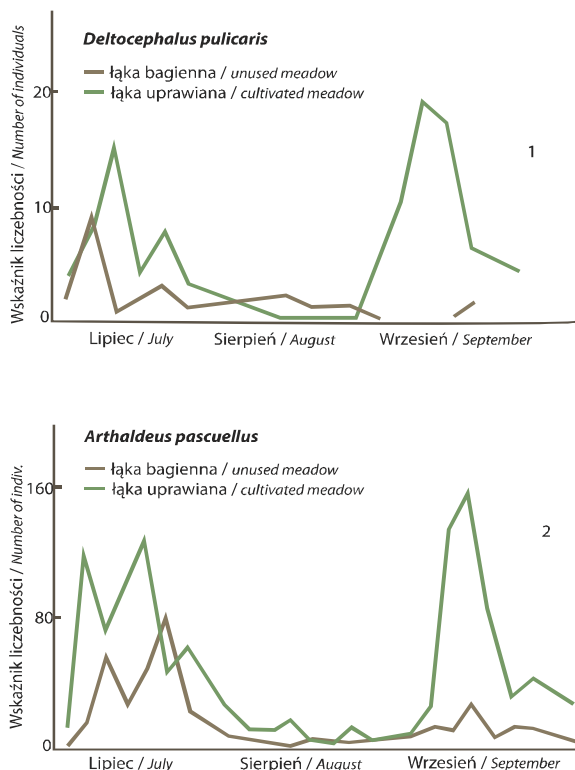 Deltocephalus pulicaris
łąka bagienna / unused meadow
łąka uprawiana / cultivated meadow
Wskaźnik liczebności / Number of individuals
20
10
0
1
Lipiec / July
Sierpień / August
Wrzesień / September
Arthaldeus pascuellus
łąka bagienna / unused meadow
łąka uprawiana / cultivated meadow
Wskaźnik liczebności / Number of indiv.
160
80
0
2
Lipiec / July
Sierpień / August
Wrzesień / September